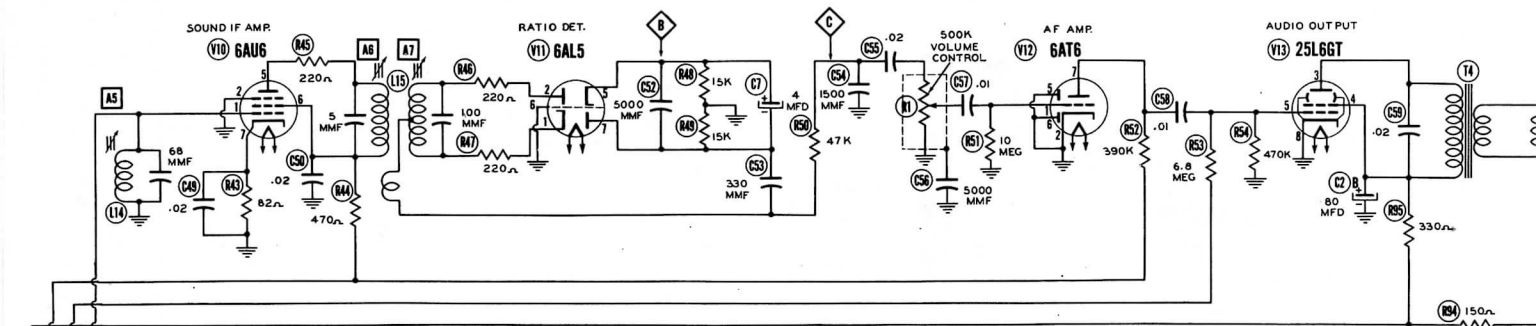 SOUND IF AMP.
V10 6AU6
R45
220Ω
A6
A7
L15
A5
5
2
1
6
7
68 MMF
L14
C49
.02
R43
82Ω
C50
.02
R44
470Ω
5 MMF
100 MMF
R46
220Ω
R47
220Ω
RATIO DET.
V11 6AL5
2
6
1
5
7
B
C52
5000 MMF
R48
15K
R49
15K
C7
+
4 MFD
C53
330 MMF
R50
47K
C
C54
1500 MMF
C55
.02
500K VOLUME CONTROL
R1
C57
.01
C56
5000 MMF
R51
10 MEG
AF AMP.
V12 6AT6
7
5
1
6
2
R52
390K
C58
.01
R53
6.8 MEG
R54
470K
AUDIO OUTPUT
V13 25L6GT
3
5
4
8
C59
.02
T4
C2
B
+
80 MFD
R95
330Ω
R94 150Ω